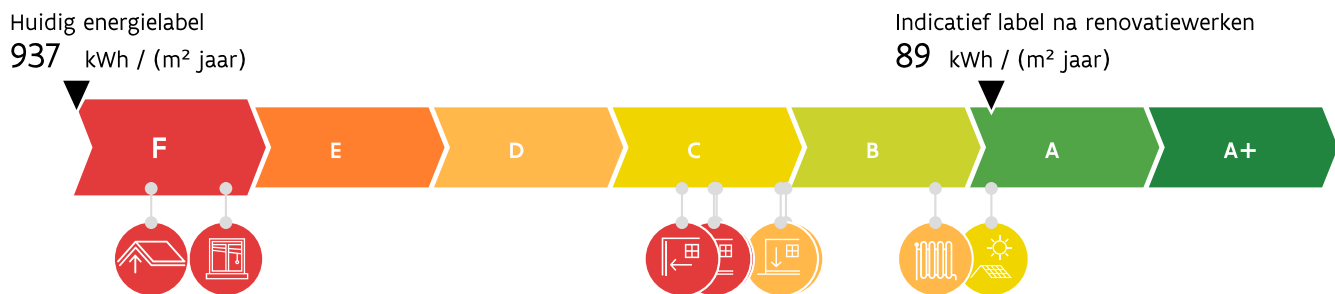 Huidig energielabel
937 kWh / (m² jaar)
Indicatief label na renovatiewerken
89 kWh / (m² jaar)
F E D C B A A+